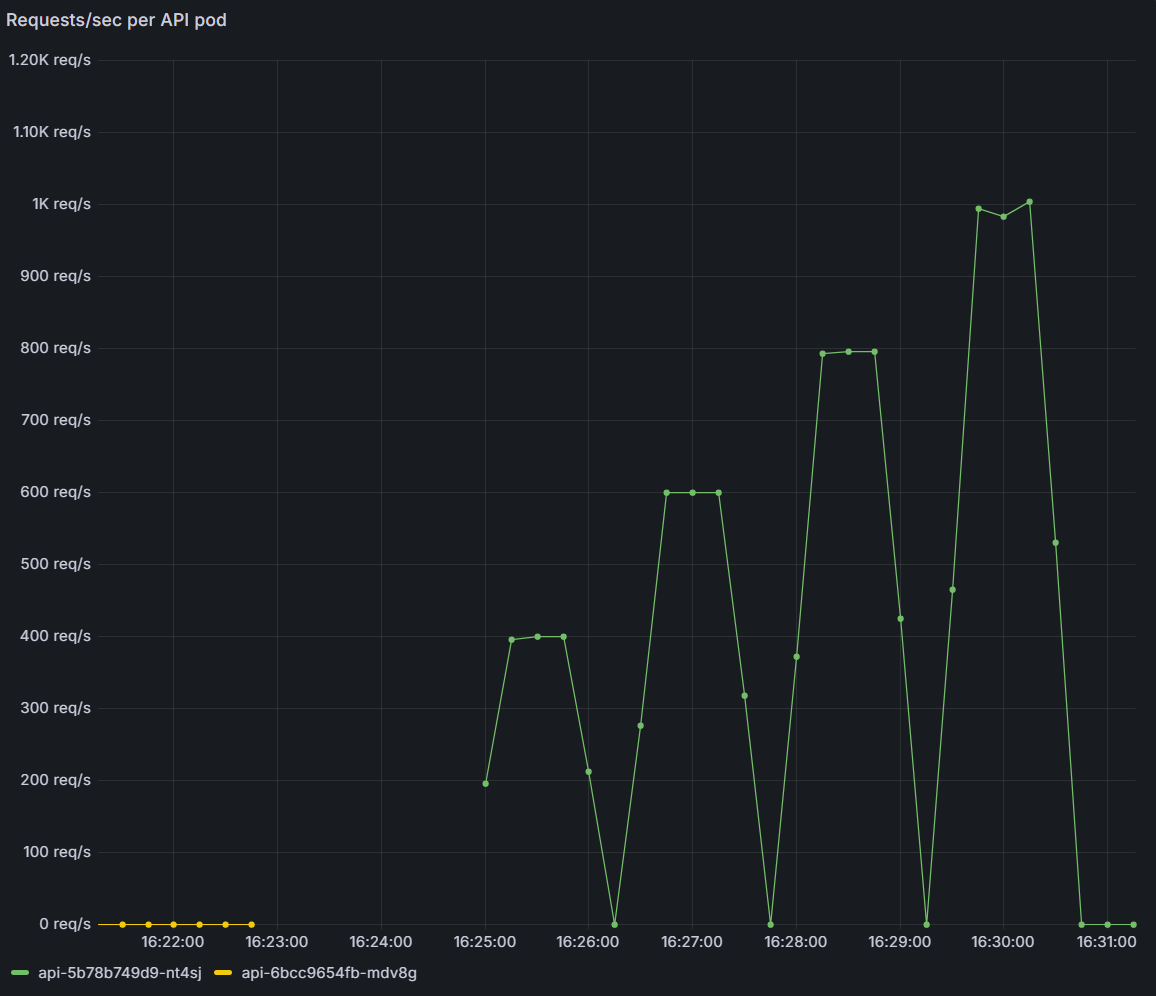 Requests/sec per API pod
1.20K req/s
1.10K req/s
1K req/s
900 req/s
800 req/s
700 req/s
600 req/s
500 req/s
400 req/s
300 req/s
200 req/s
100 req/s
0 req/s
16:22:00 16:23:00 16:24:00 16:25:00 16:26:00 16:27:00 16:28:00 16:29:00 16:30:00 16:31:00
api-5b78b749d9-nt4sj api-6bcc9654fb-mdv8g